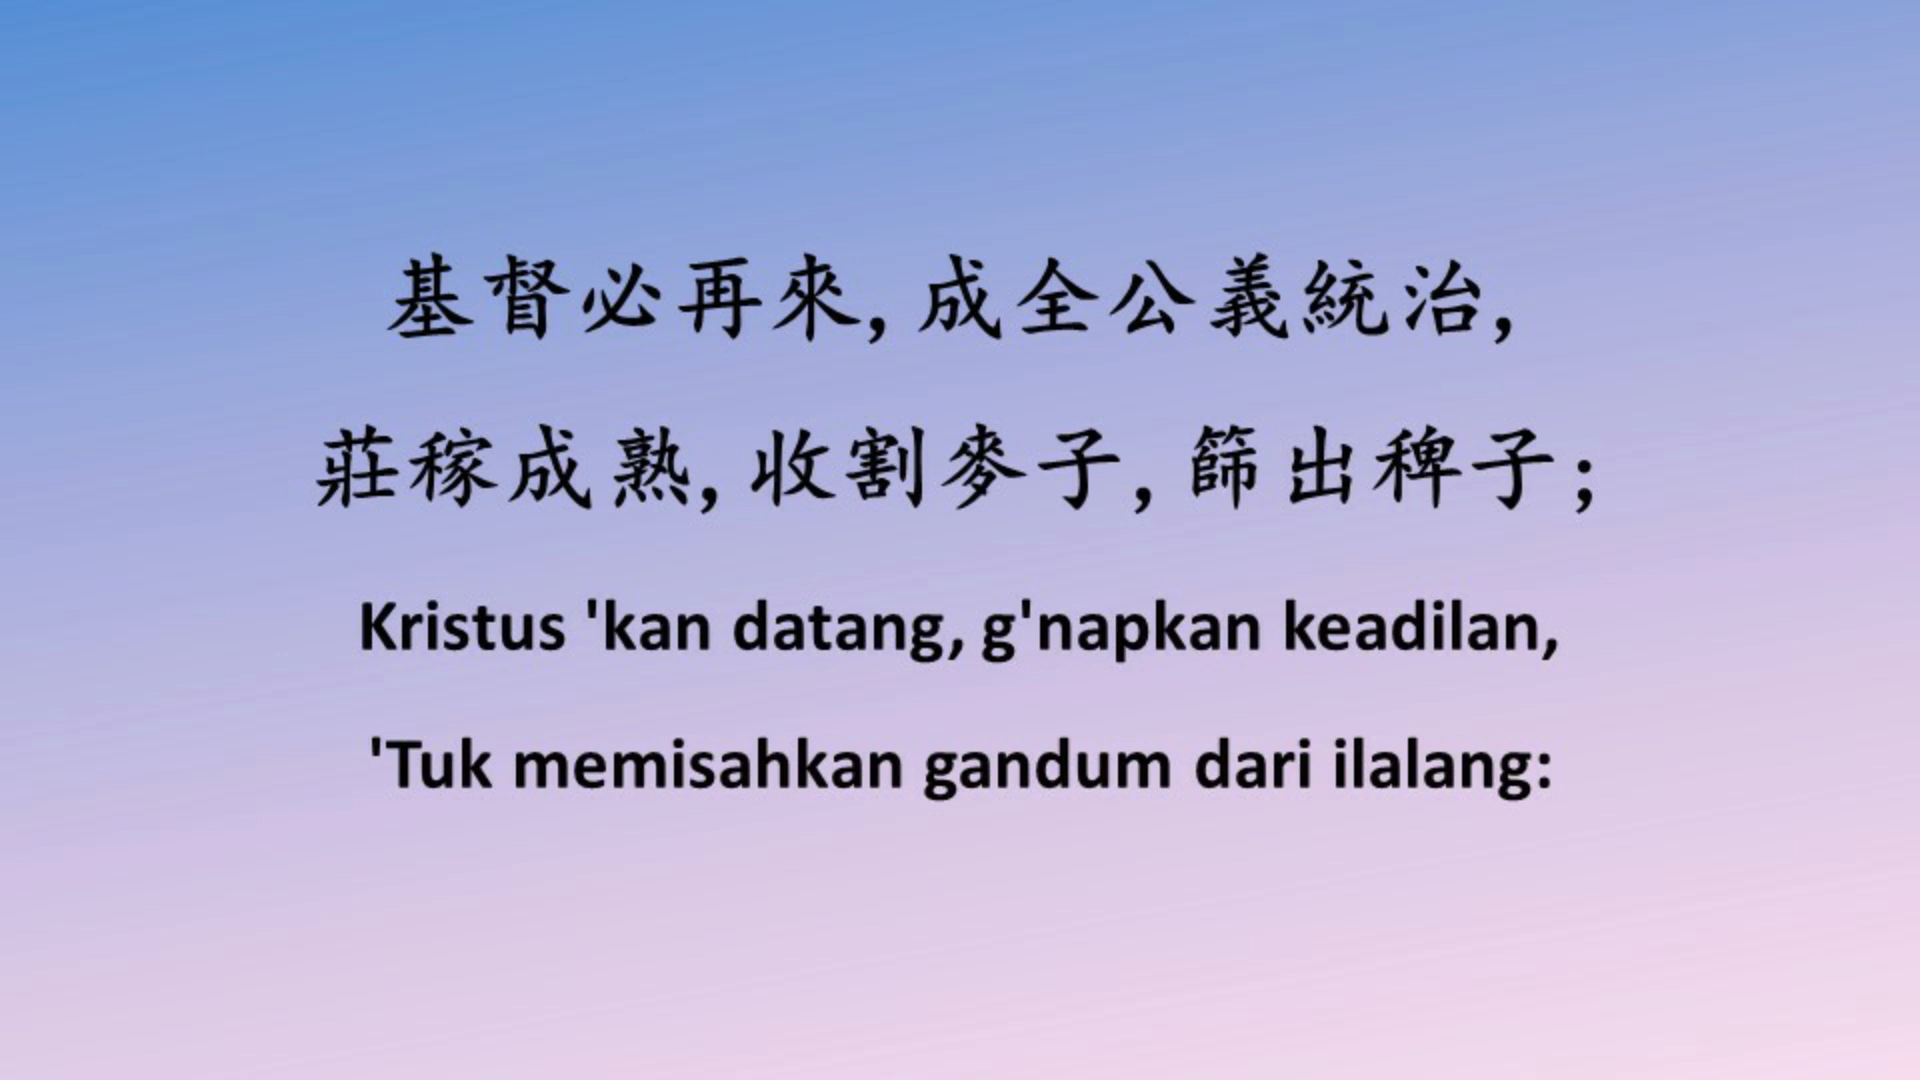 基督必再來,成全公義統治,
莊稼成熟,收割麥子,篩出稗子;
Kristus 'kan datang, g'napkan keadilan,
'Tuk memisahkan gandum dari ilalang: